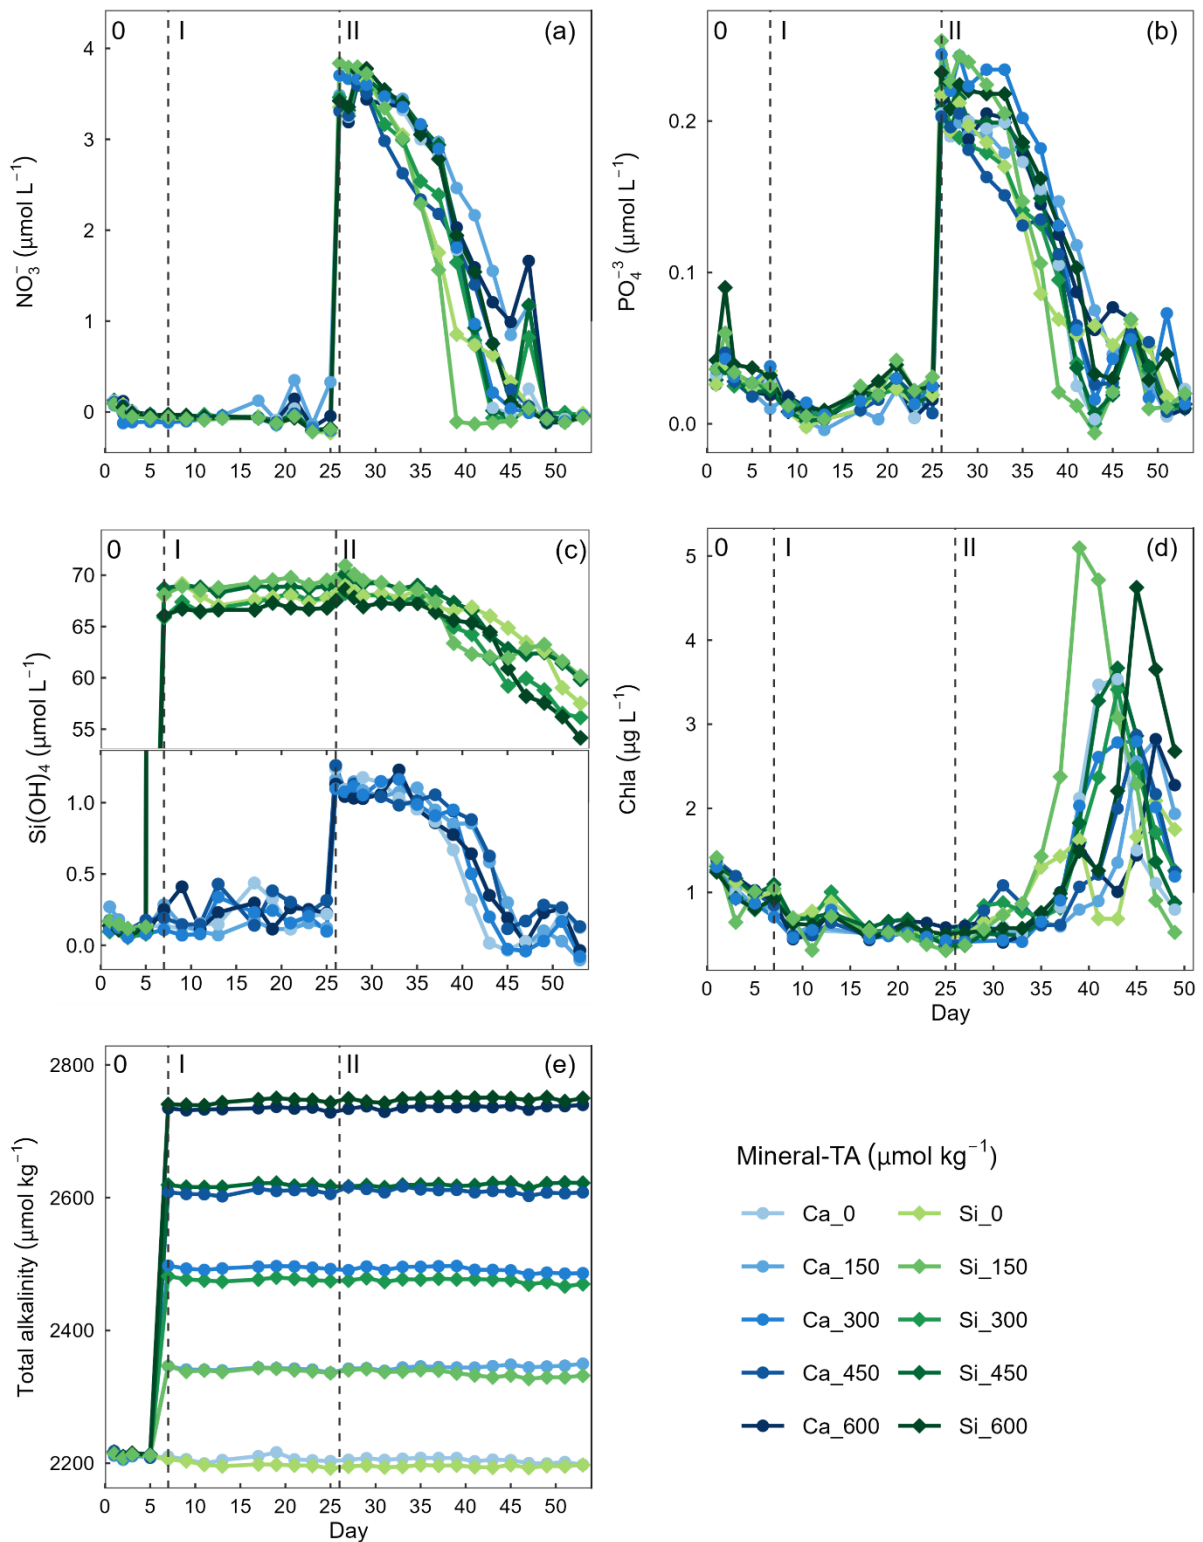 0 I II (a)
NO₃⁻ (µmol L⁻¹)
4
3
2
1
0
0 5 10 15 20 25 30 35 40 45 50
0 I II (b)
PO₄⁻³ (µmol L⁻¹)
0.2
0.1
0.0
0 5 10 15 20 25 30 35 40 45 50
0 I II (c)
Si(OH)₄ (µmol L⁻¹)
70
65
60
55
1.0
0.5
0.0
0 5 10 15 20 25 30 35 40 45 50
0 I II (d)
Chla (µg L⁻¹)
5
4
3
2
1
0 5 10 15 20 25 30 35 40 45 50
Day
0 I II (e)
Total alkalinity (µmol kg⁻¹)
2800
2600
2400
2200
0 5 10 15 20 25 30 35 40 45 50
Day
Mineral-TA (µmol kg⁻¹)
Ca_0 Si_0
Ca_150 Si_150
Ca_300 Si_300
Ca_450 Si_450
Ca_600 Si_600